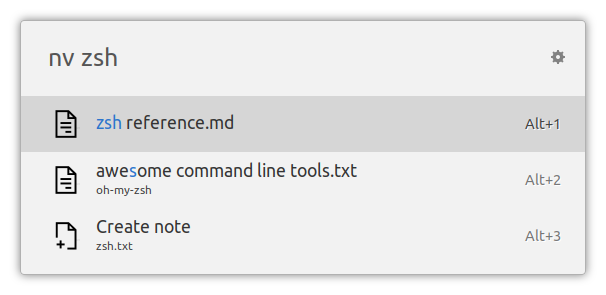 nv zsh
zsh reference.md Alt+1
awesome command line tools.txt
oh-my-zsh Alt+2
Create note
zsh.txt Alt+3